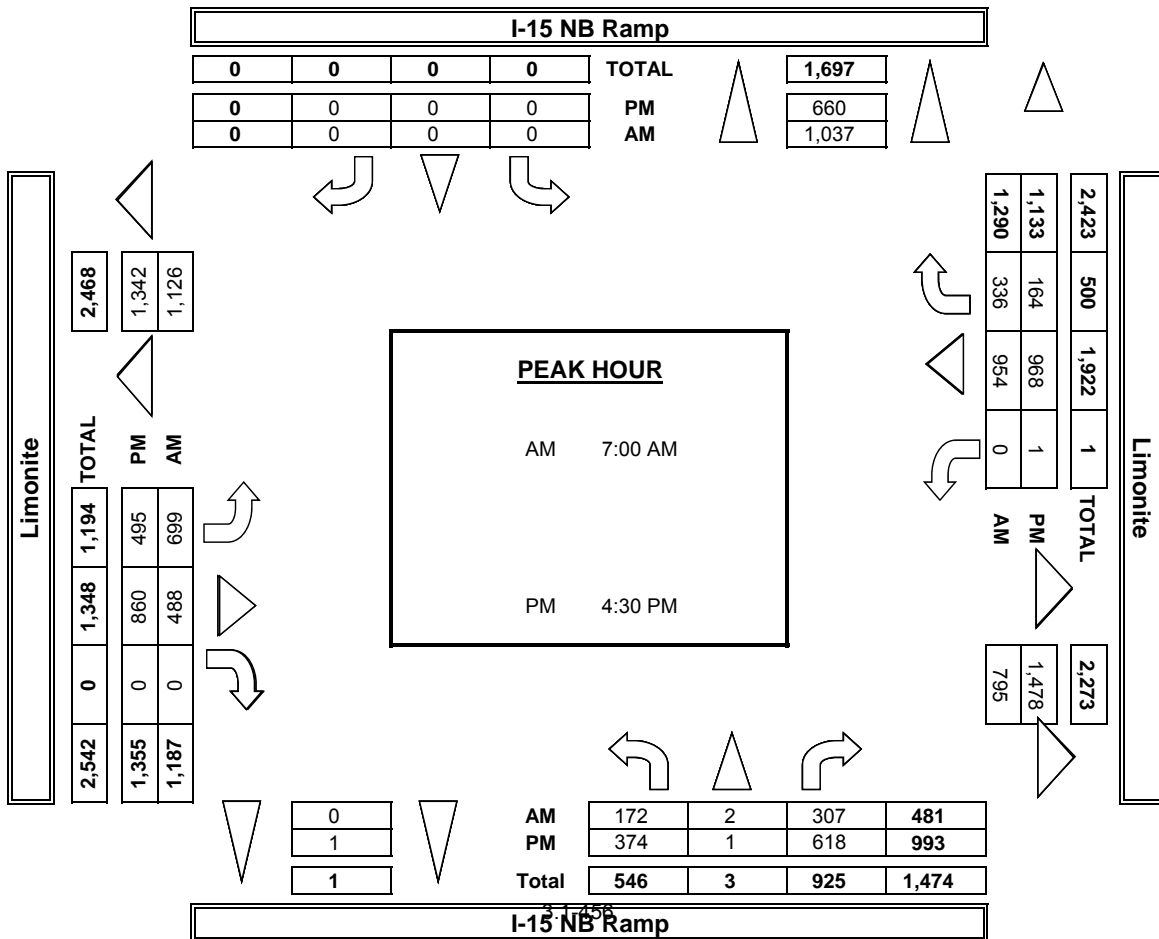 I-15 NB Ramp
0 0 0 0 TOTAL 1,697
0 0 0 0 PM 660
0 0 0 0 AM 1,037
Limonite
2,468
1,342
1,126
TOTAL 1,194 1,348 0 2,542
PM 495 860 0 1,355
AM 699 488 0 1,187
PEAK HOUR
AM 7:00 AM
PM 4:30 PM
2,423 500 1,922 1 TOTAL
1,133 164 968 1 PM
1,290 336 954 0 AM
2,273
1,478
795
Limonite
0 AM 172 2 307 481
1 PM 374 1 618 993
1 Total 546 3 925 1,474
3.1-456
I-15 NB Ramp